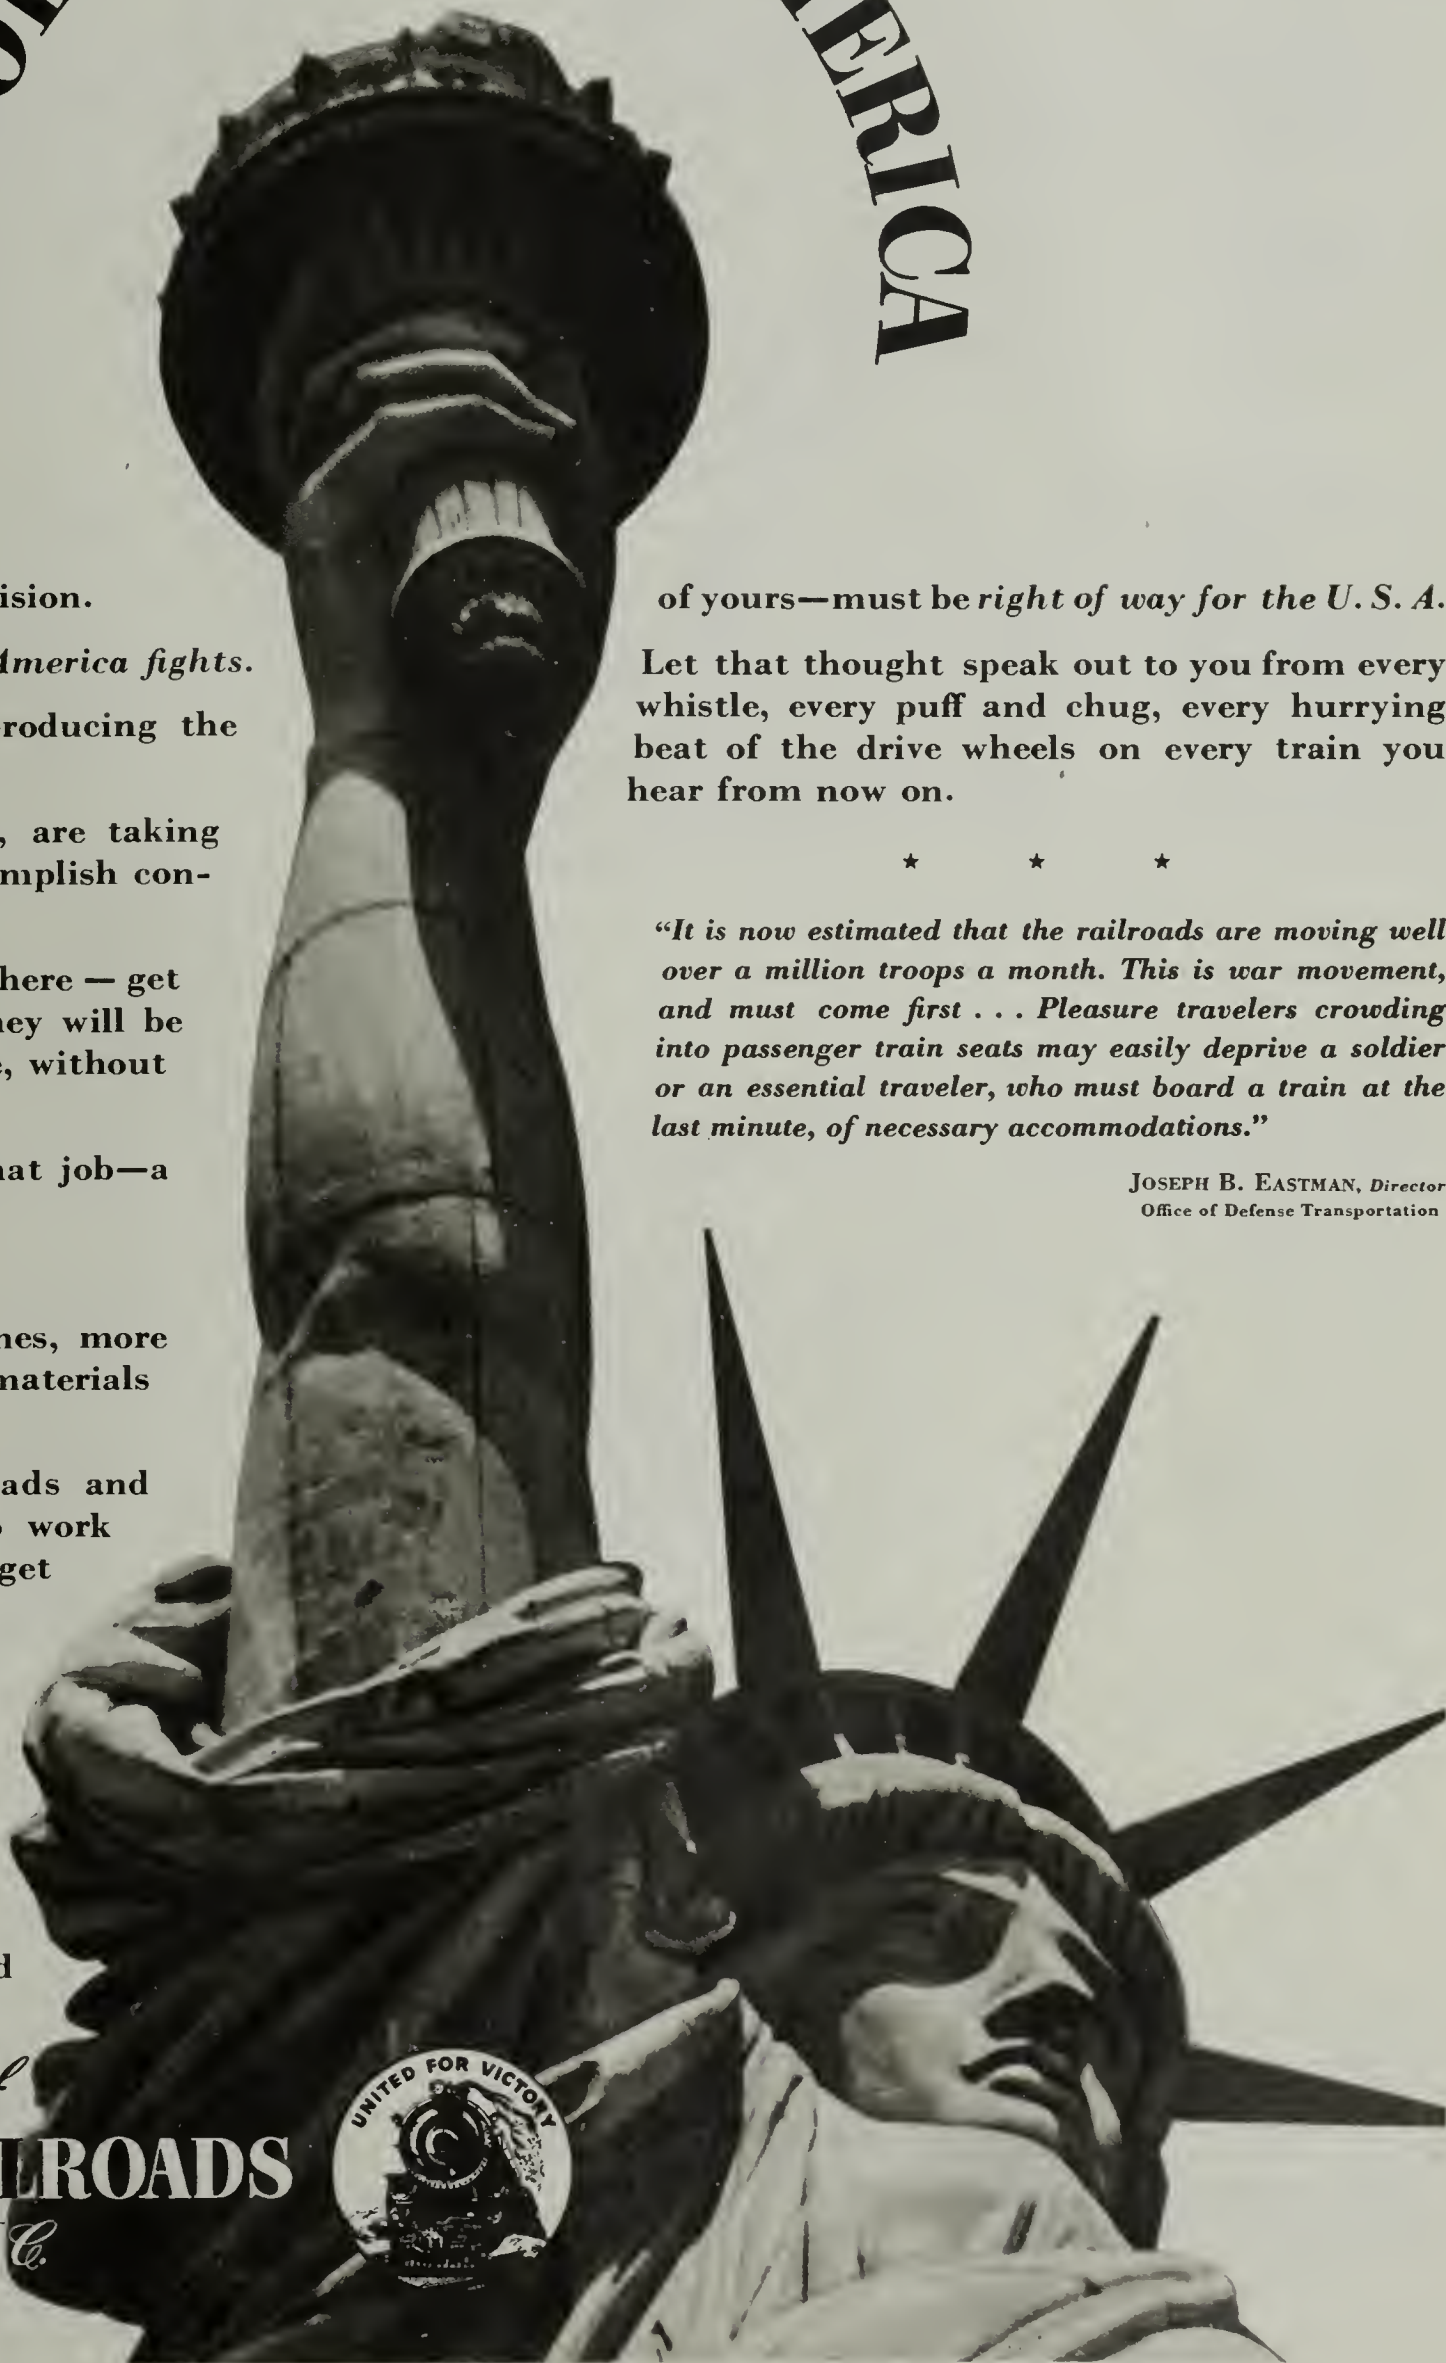 ERICA
ision.
America fights.
roducing the
, are taking
mplish con-
here — get
ney will be
e, without
hat job—a
nes, more
materials
ads and
work
get
d
of yours—must be right of way for the U. S. A.
Let that thought speak out to you from every
whistle, every puff and chug, every hurrying
beat of the drive wheels on every train you
hear from now on.
★ ★ ★
“It is now estimated that the railroads are moving well
over a million troops a month. This is war movement,
and must come first . . . Pleasure travelers crowding
into passenger train seats may easily deprive a soldier
or an essential traveler, who must board a train at the
last minute, of necessary accommodations.”
JOSEPH B. EASTMAN, Director
Office of Defense Transportation
UNITED FOR VICTORY
LROADS
C.